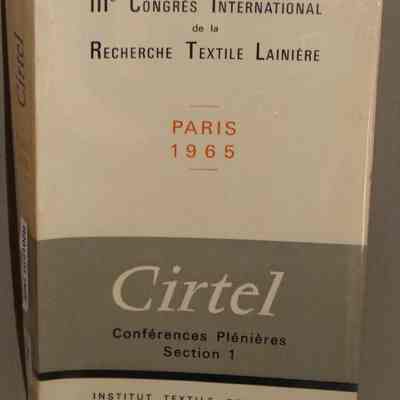 IIIe CONGRÈS INTERNATIONAL
de la
RECHERCHE TEXTILE LAINIÈRE
PARIS
1965
Cirtel
Conférences Plénières
Section 1
INSTITUT TEXTILE
Cirtel